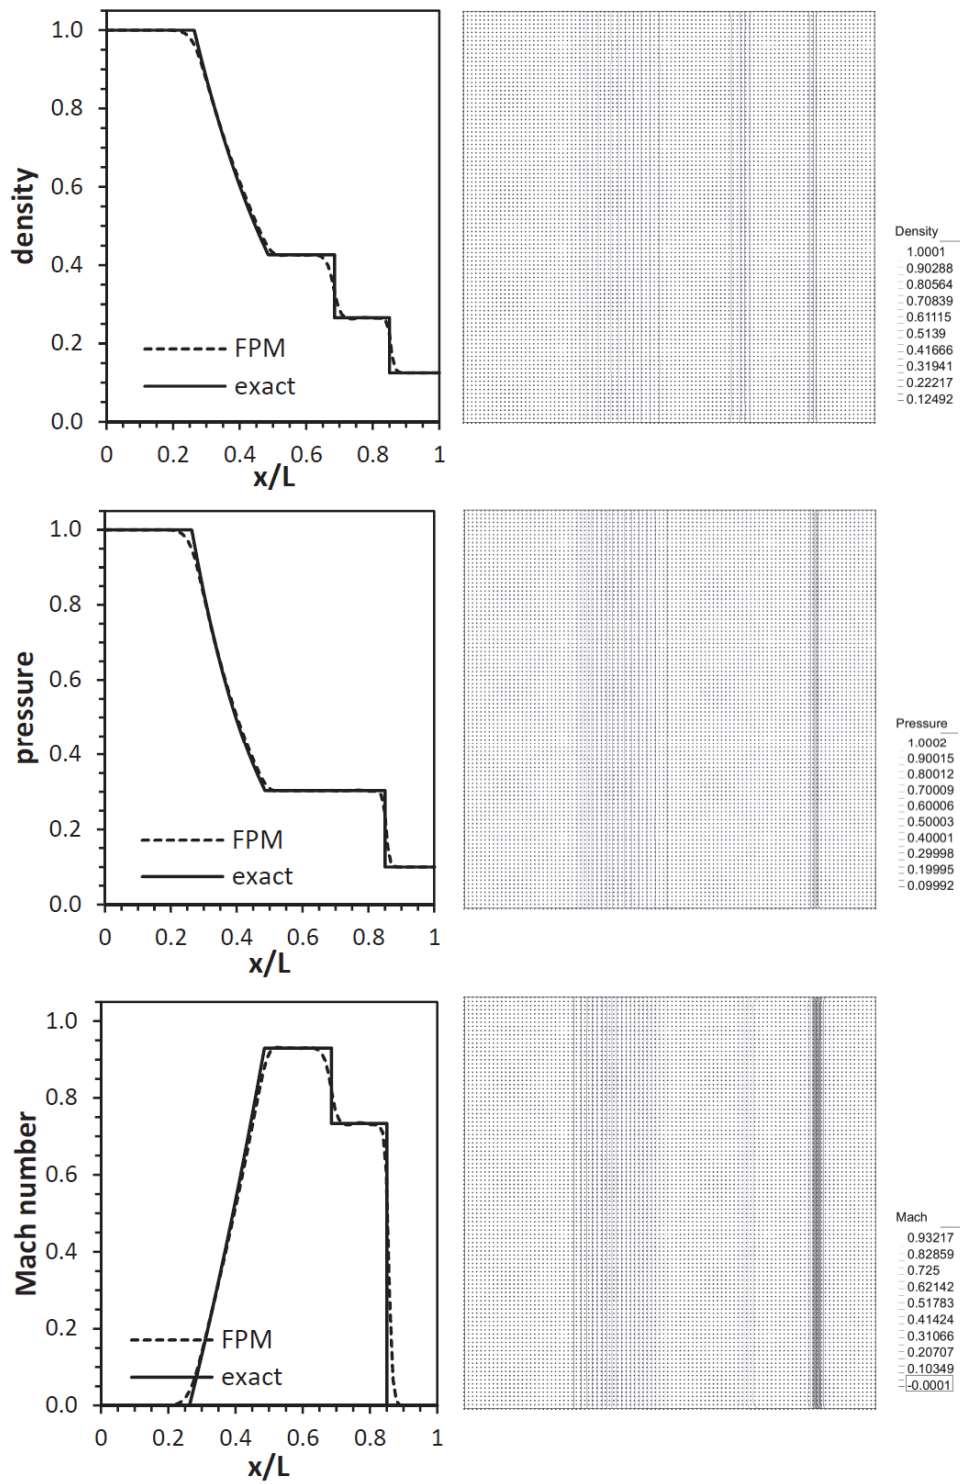 density
1.0
0.8
0.6
0.4
0.2
0.0
FPM
exact
0 0.2 0.4 0.6 0.8 1
x/L
Density
1.0001
0.90288
0.80564
0.70839
0.61115
0.5139
0.41666
0.31941
0.22217
0.12492
pressure
1.0
0.8
0.6
0.4
0.2
0.0
FPM
exact
0 0.2 0.4 0.6 0.8 1
x/L
Pressure
1.0002
0.90015
0.80012
0.70009
0.60006
0.50003
0.40001
0.29998
0.19995
0.09992
Mach number
1.0
0.8
0.6
0.4
0.2
0.0
FPM
exact
0 0.2 0.4 0.6 0.8 1
x/L
Mach
0.93217
0.82859
0.725
0.62142
0.51783
0.41424
0.31066
0.20707
0.10349
-0.0001